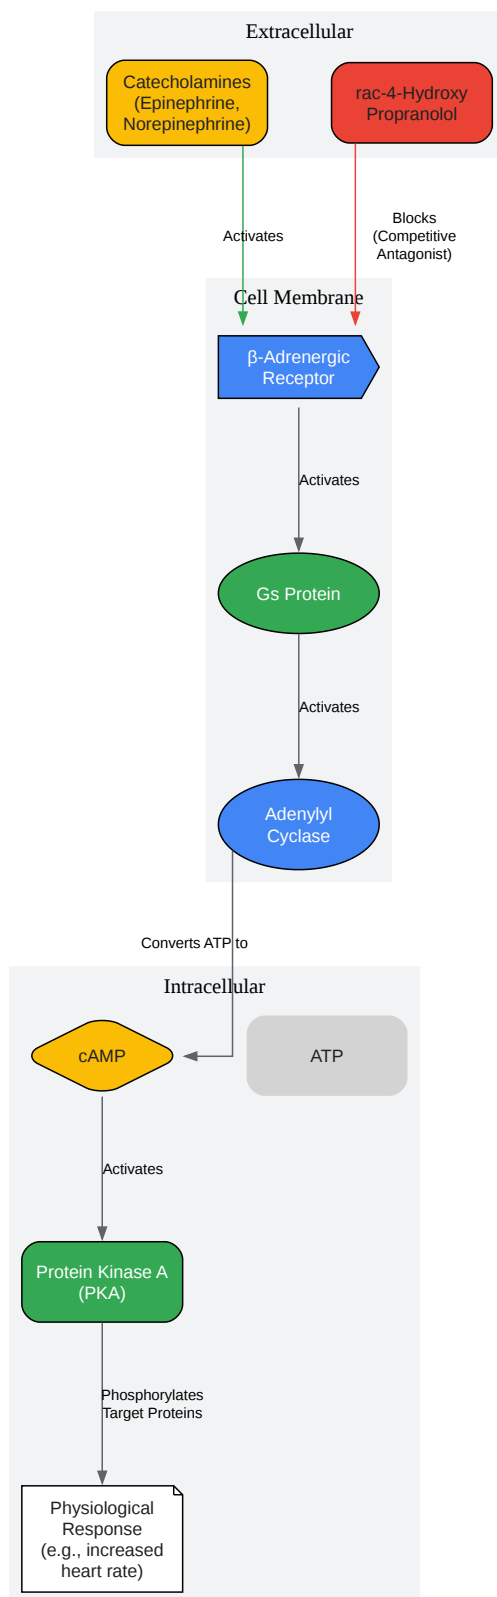 Extracellular
Catecholamines
(Epinephrine,
Norepinephrine)
rac-4-Hydroxy
Propranolol
Activates
Blocks
(Competitive
Antagonist)
Cell Membrane
β-Adrenergic
Receptor
Activates
Gs Protein
Activates
Adenylyl
Cyclase
Converts ATP to
Intracellular
cAMP
ATP
Activates
Protein Kinase A
(PKA)
Phosphorylates
Target Proteins
Physiological
Response
(e.g., increased
heart rate)